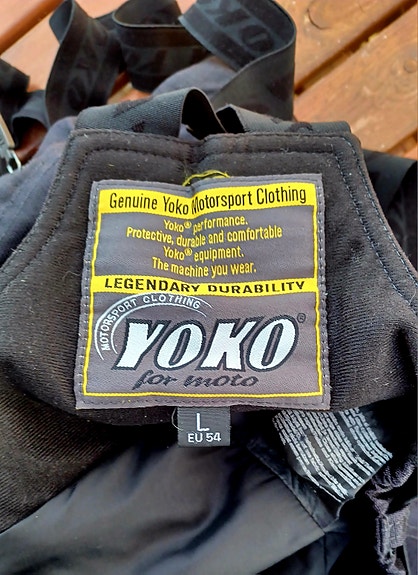 Genuine Yoko Motorsport Clothing
Yoko® performance.
Protective, durable and comfortable
Yoko® equipment.
The machine you wear.
LEGENDARY DURABILITY
MOTORSPORT CLOTHING
YOKO®
for moto
L
EU 54